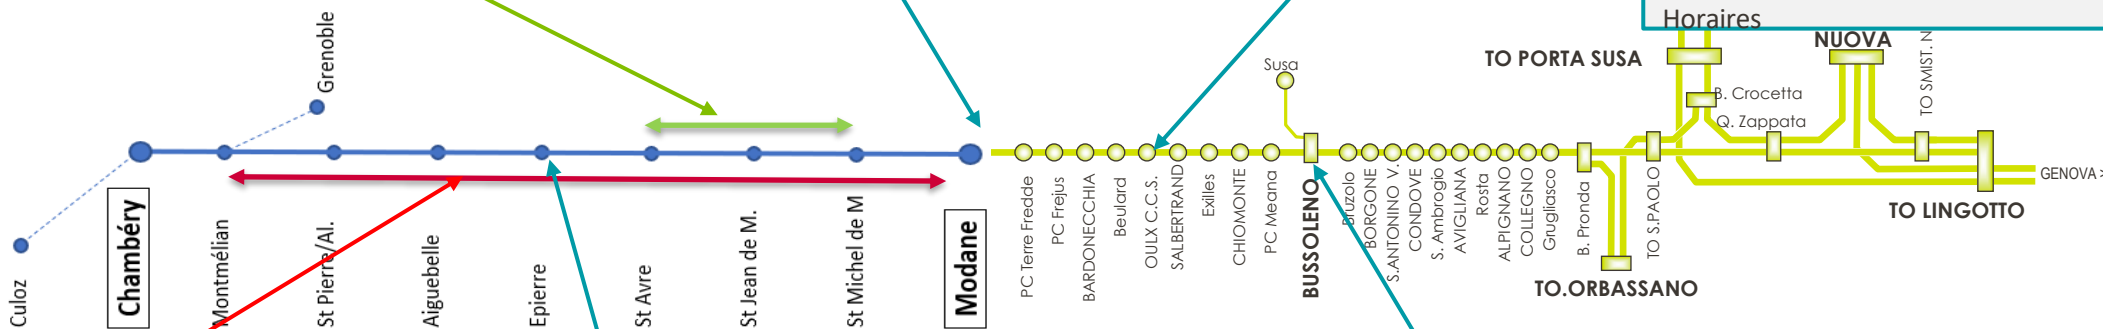 Horaires
Grenoble
Culoz
Chambéry
Montmélian
St Pierre/Al.
Aiguebelle
Epierre
St Avre
St Jean de M.
St Michel de M
Modane
PC Terre Fredde
PC Frejus
BARDONECCHIA
Beulard
OULX C.C.S.
SALBERTRAND
Exilles
CHIOMONTE
PC Meana
Susa
BUSSOLENO
Bruzolo
BORGONE
S.ANTONINO V.
CONDOVE
S. Ambrogio
AVIGLIANA
Rosta
ALPIGNANO
COLLEGNO
Grugliasco
B. Pronda
TO.ORBASSANO
TO S.PAOLO
TO PORTA SUSA
B. Crocetta
Q. Zappata
NUOVA
TO SMIST. N
TO LINGOTTO
GENOVA >